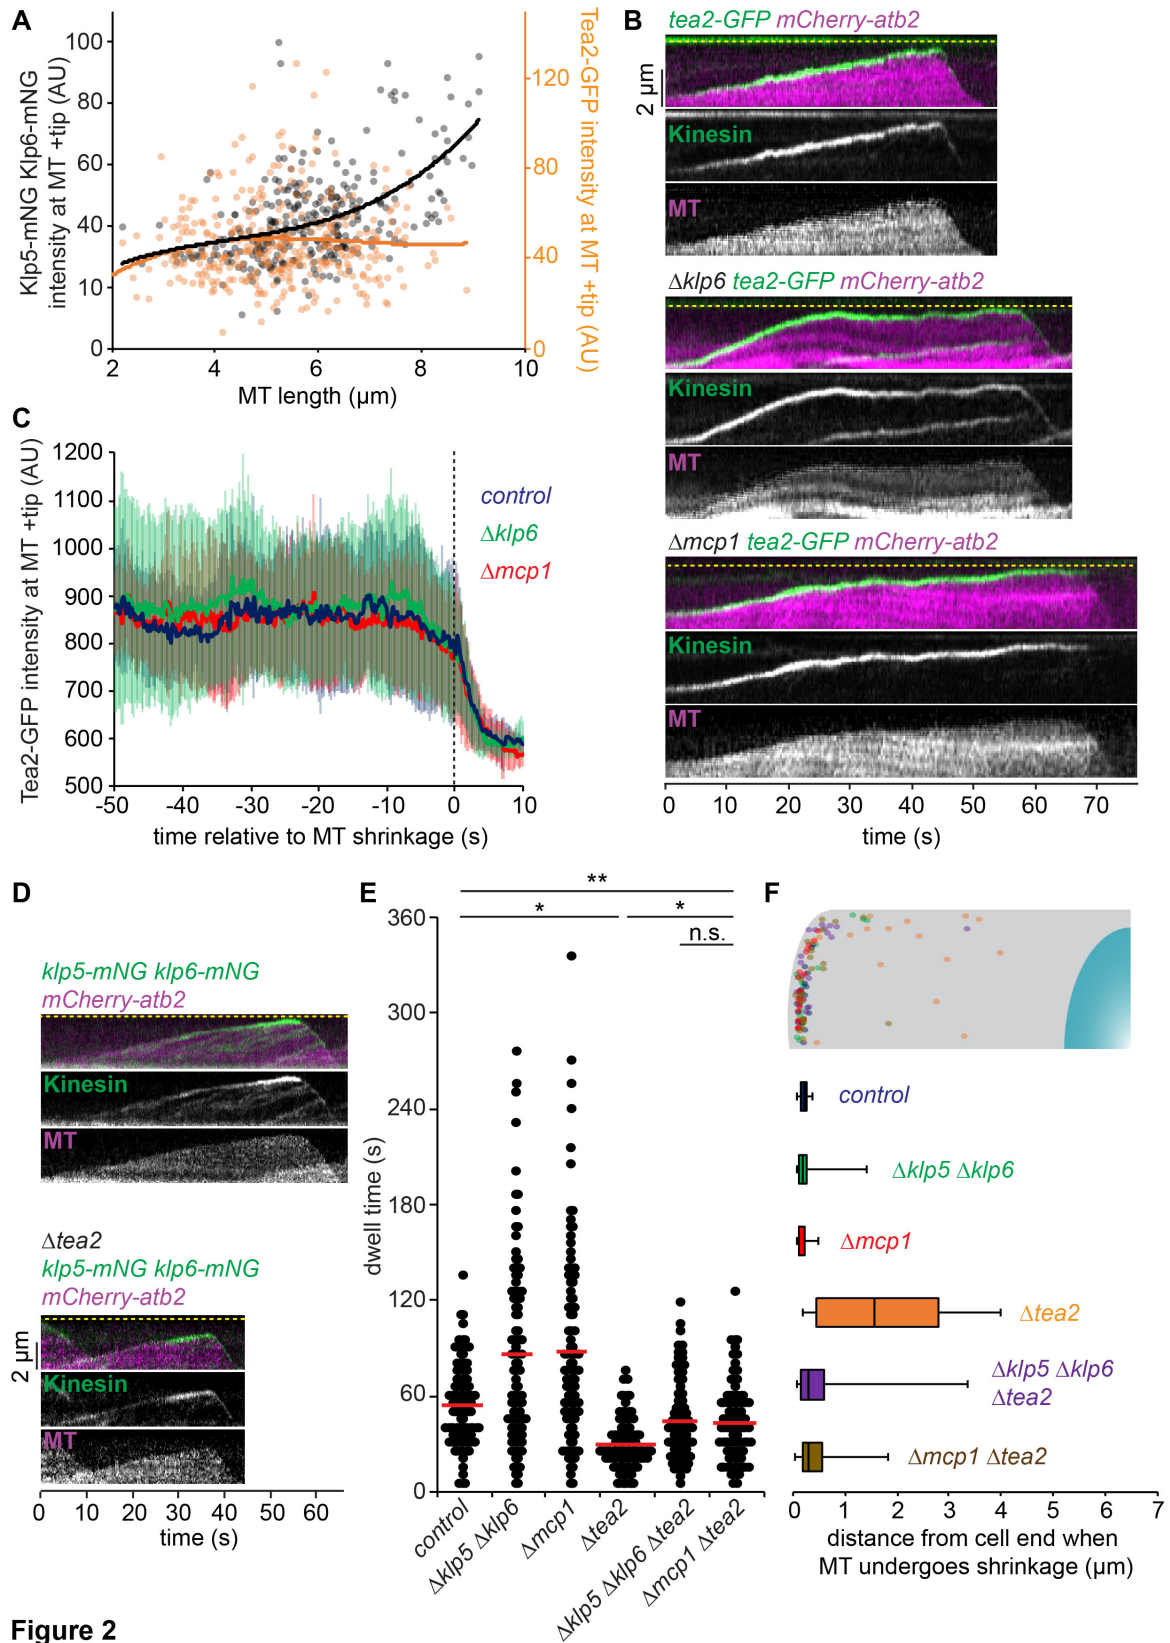 A
Klp5-mNG Klp6-mNG
intensity at MT +tip (AU)
100
80
60
40
10
0
2
4
6
8
10
MT length (µm)
120
80
40
0
Tea2-GFP intensity at MT +tip (AU)
B
tea2-GFP mCherry-atb2
2 µm
Kinesin
MT
Δklp6 tea2-GFP mCherry-atb2
Kinesin
MT
Δmcp1 tea2-GFP mCherry-atb2
Kinesin
MT
0 10 20 30 40 50 60 70
time (s)
C
Tea2-GFP intensity at MT +tip (AU)
1200
1100
1000
900
800
700
600
500
control
Δklp6
Δmcp1
-50 -40 -30 -20 -10 0 10
time relative to MT shrinkage (s)
D
klp5-mNG klp6-mNG
mCherry-atb2
Kinesin
MT
Δtea2
klp5-mNG klp6-mNG
mCherry-atb2
2 µm
Kinesin
MT
0 10 20 30 40 50 60
time (s)
E
**
* *
n.s.
dwell time (s)
360
300
240
180
120
60
0
control
Δklp5 Δklp6
Δmcp1
Δtea2
Δklp5 Δklp6 Δtea2
Δmcp1 Δtea2
F
control
Δklp5 Δklp6
Δmcp1
Δtea2
Δklp5 Δklp6
Δtea2
Δmcp1 Δtea2
0 1 2 3 4 5 6 7
distance from cell end when
MT undergoes shrinkage (µm)
Figure 2